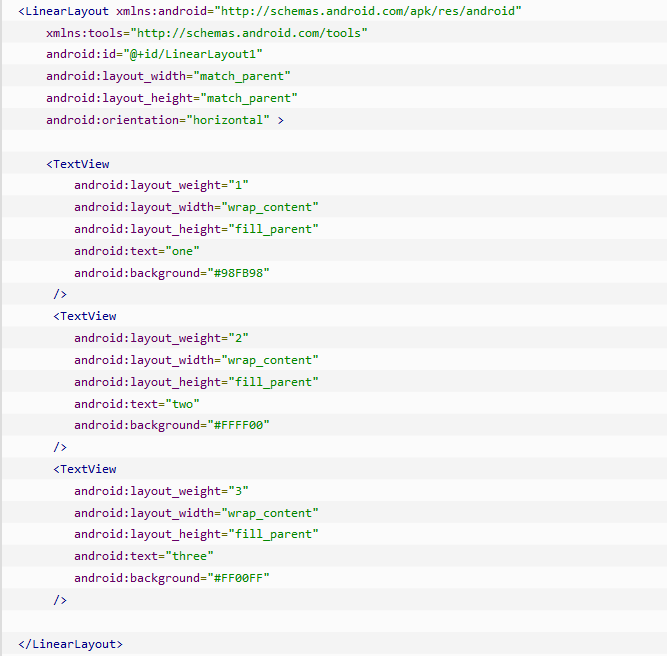 <LinearLayout xmlns:android="http://schemas.android.com/apk/res/android"
    xmlns:tools="http://schemas.android.com/tools"
    android:id="@+id/LinearLayout1"
    android:layout_width="match_parent"
    android:layout_height="match_parent"
    android:orientation="horizontal" >

    <TextView
        android:layout_weight="1"
        android:layout_width="wrap_content"
        android:layout_height="fill_parent"
        android:text="one"
        android:background="#98FB98"
     />
     <TextView
        android:layout_weight="2"
        android:layout_width="wrap_content"
        android:layout_height="fill_parent"
        android:text="two"
        android:background="#FFFF00"
     />
     <TextView
        android:layout_weight="3"
        android:layout_width="wrap_content"
        android:layout_height="fill_parent"
        android:text="three"
        android:background="#FF00FF"
     />

</LinearLayout>